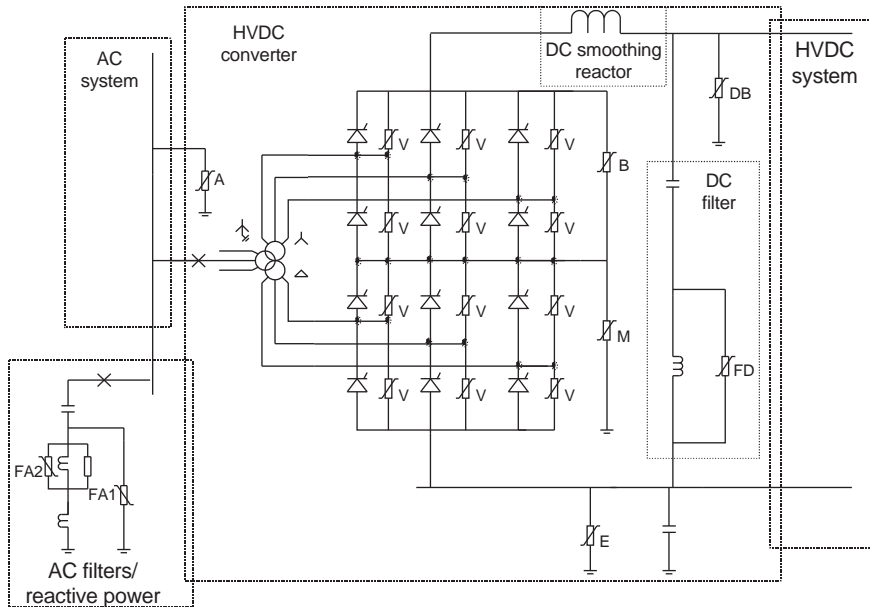 AC
system
HVDC
converter
DC smoothing
reactor
HVDC
system
DB
A
V
V
V
B
DC
filter
V
V
V
V
V
V
M
FD
V
V
V
FA2
FA1
E
AC filters/
reactive power